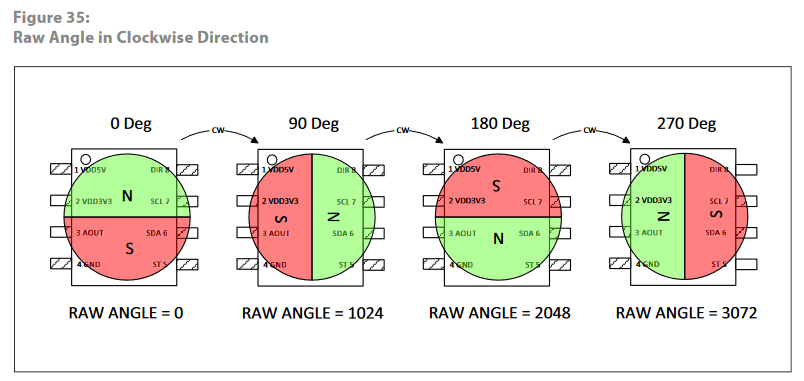 Figure 35:
Raw Angle in Clockwise Direction
0 Deg
CW
90 Deg
CW
180 Deg
CW
270 Deg
1 VDD5V
DIR 8
2 VDD3V3
N
SCL 7
3 AOUT
S
SDA 6
4 GND
ST 5
1 VDD5V
DIR 8
2 VDD3V3
S
N
SCL 7
3 AOUT
SDA 6
4 GND
ST 5
1 VDD5V
DIR 8
S
2 VDD3V3
SCL 7
3 AOUT
N
SDA 6
4 GND
ST 5
1 VDD5V
DIR 8
2 VDD3V3
N
S
SCL 7
3 AOUT
SDA 6
4 GND
ST 5
RAW ANGLE = 0
RAW ANGLE = 1024
RAW ANGLE = 2048
RAW ANGLE = 3072